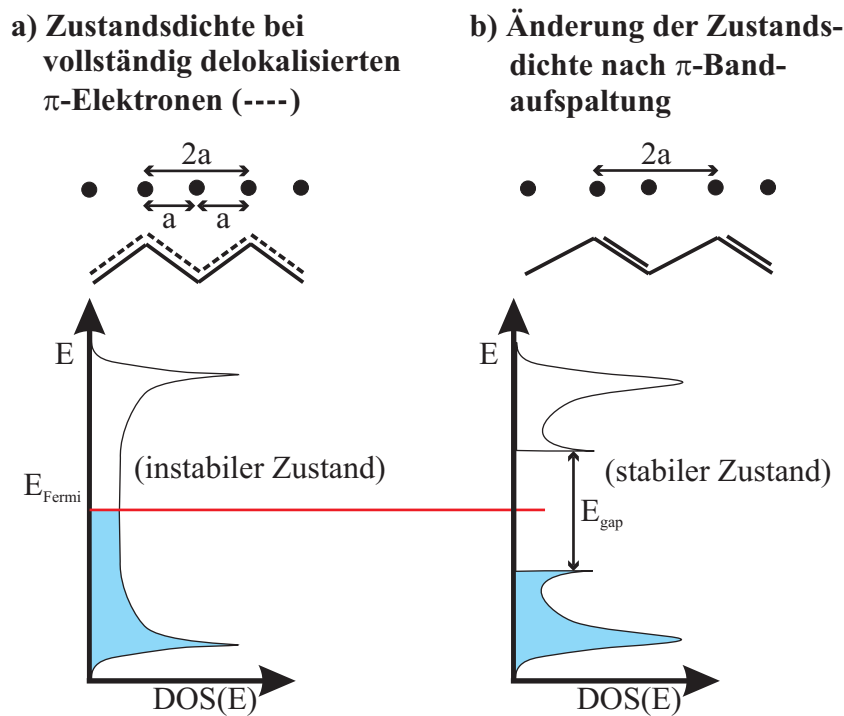 a) Zustandsdichte bei
vollständig delokalisierten
π-Elektronen (----)
2a
a a
E
(instabiler Zustand)
E_Fermi
DOS(E)
b) Änderung der Zustands-
dichte nach π-Band-
aufspaltung
2a
E
(stabiler Zustand)
E_gap
DOS(E)